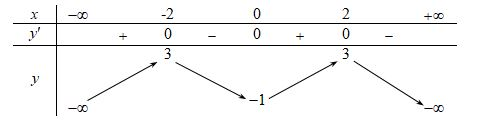 x −∞ -2 0 2 +∞
y' + 0 − 0 + 0 −
3 3
y
−1
−∞ −∞